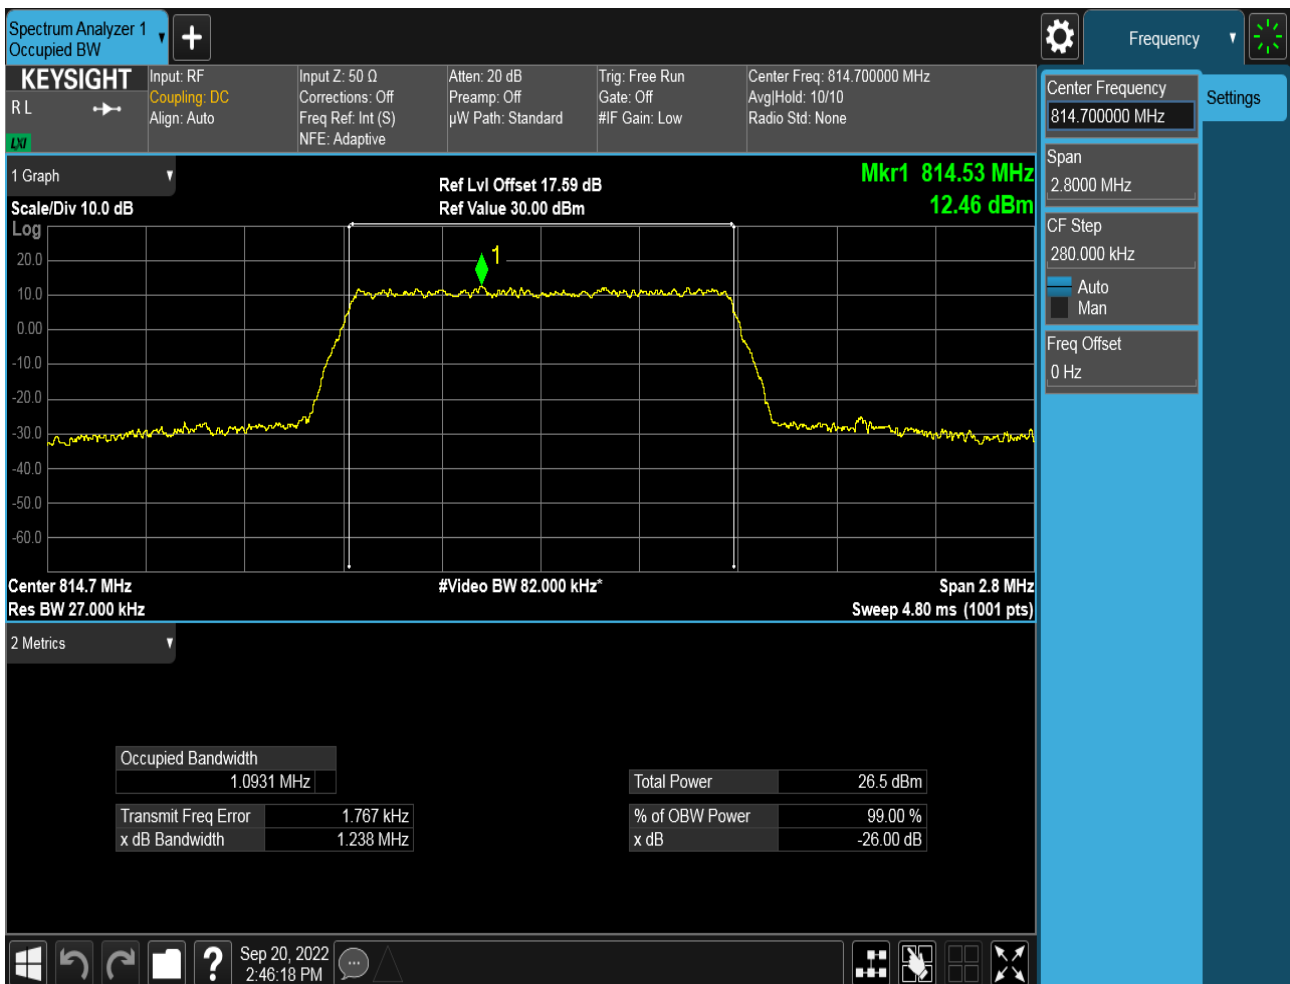 Spectrum Analyzer 1
Occupied BW
Frequency
KEYSIGHT
R L
LXI
Input: RF
Coupling: DC
Align: Auto
Input Z: 50 Ω
Corrections: Off
Freq Ref: Int (S)
NFE: Adaptive
Atten: 20 dB
Preamp: Off
µW Path: Standard
Trig: Free Run
Gate: Off
#IF Gain: Low
Center Freq: 814.700000 MHz
Avg|Hold: 10/10
Radio Std: None
Center Frequency
814.700000 MHz
Settings
Span
2.8000 MHz
CF Step
280.000 kHz
Auto
Man
Freq Offset
0 Hz
1 Graph
Scale/Div 10.0 dB
Ref Lvl Offset 17.59 dB
Ref Value 30.00 dBm
Mkr1 814.53 MHz
12.46 dBm
Log
1
20.0
10.0
0.00
-10.0
-20.0
-30.0
-40.0
-50.0
-60.0
Center 814.7 MHz
#Video BW 82.000 kHz*
Span 2.8 MHz
Res BW 27.000 kHz
Sweep 4.80 ms (1001 pts)
2 Metrics
Occupied Bandwidth
1.0931 MHz
Total Power 26.5 dBm
Transmit Freq Error 1.767 kHz
% of OBW Power 99.00 %
x dB Bandwidth 1.238 MHz
x dB -26.00 dB
?
Sep 20, 2022
2:46:18 PM